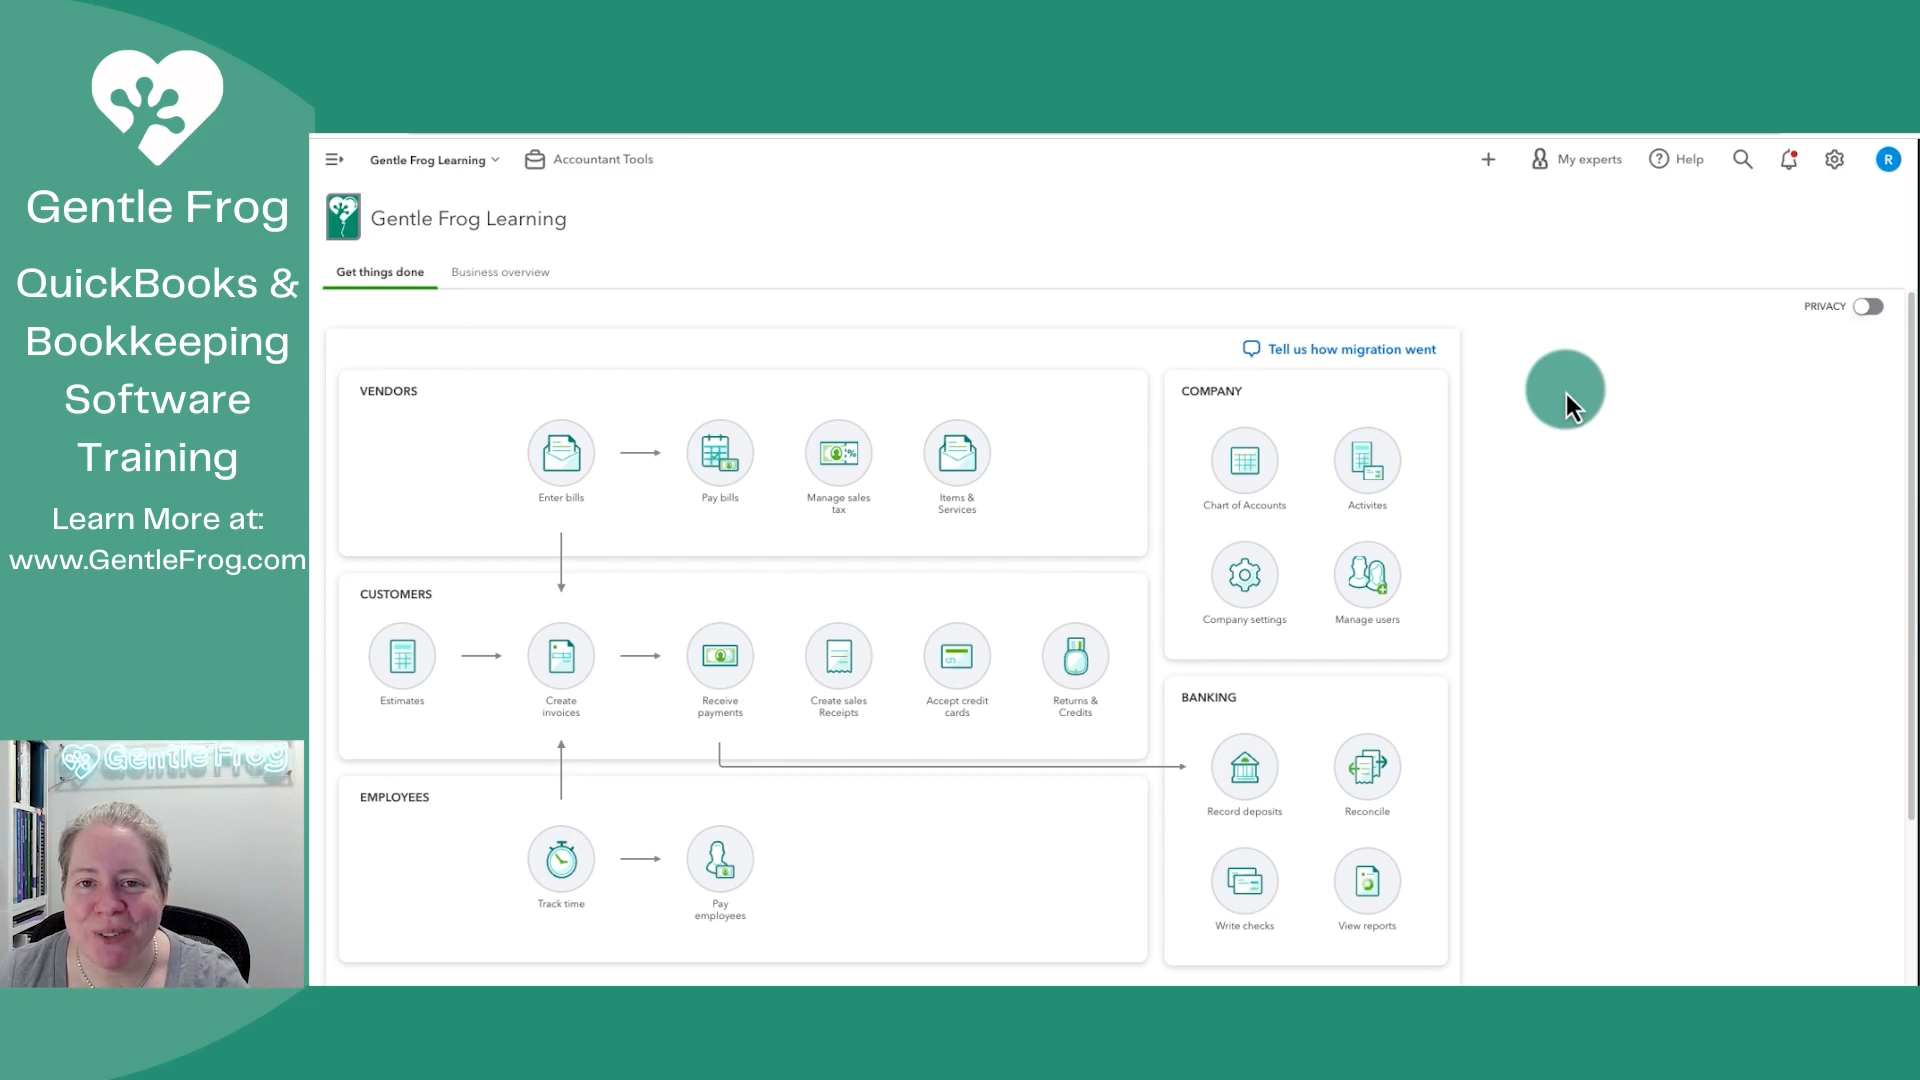 Gentle Frog
QuickBooks &
Bookkeeping
Software
Training
Learn More at:
www.GentleFrog.com
Gentle Frog
Gentle Frog Learning
Accountant Tools
My experts
Help
R
Gentle Frog Learning
Get things done
Business overview
PRIVACY
Tell us how migration went
VENDORS
Enter bills
Pay bills
Manage sales
tax
Items &
Services
CUSTOMERS
Estimates
Create
invoices
Receive
payments
Create sales
Receipts
Accept credit
cards
Returns &
Credits
EMPLOYEES
Track time
Pay
employees
COMPANY
Chart of Accounts
Activites
Company settings
Manage users
BANKING
Record deposits
Reconcile
Write checks
View reports